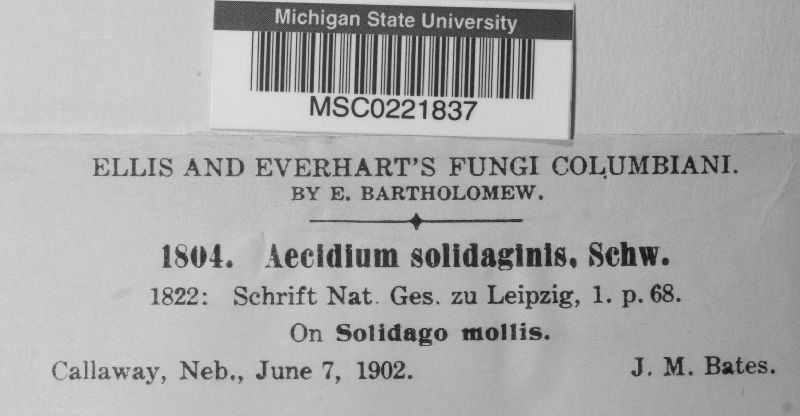 Michigan State University
MSC0221837
ELLIS AND EVERHART'S FUNGI COLUMBIANI.
BY E. BARTHOLOMEW.
1804. Aecidium solidaginis, Schw.
1822: Schrift Nat. Ges. zu Leipzig, 1. p. 68.
On Solidago mollis.
Callaway, Neb., June 7, 1902. J. M. Bates.